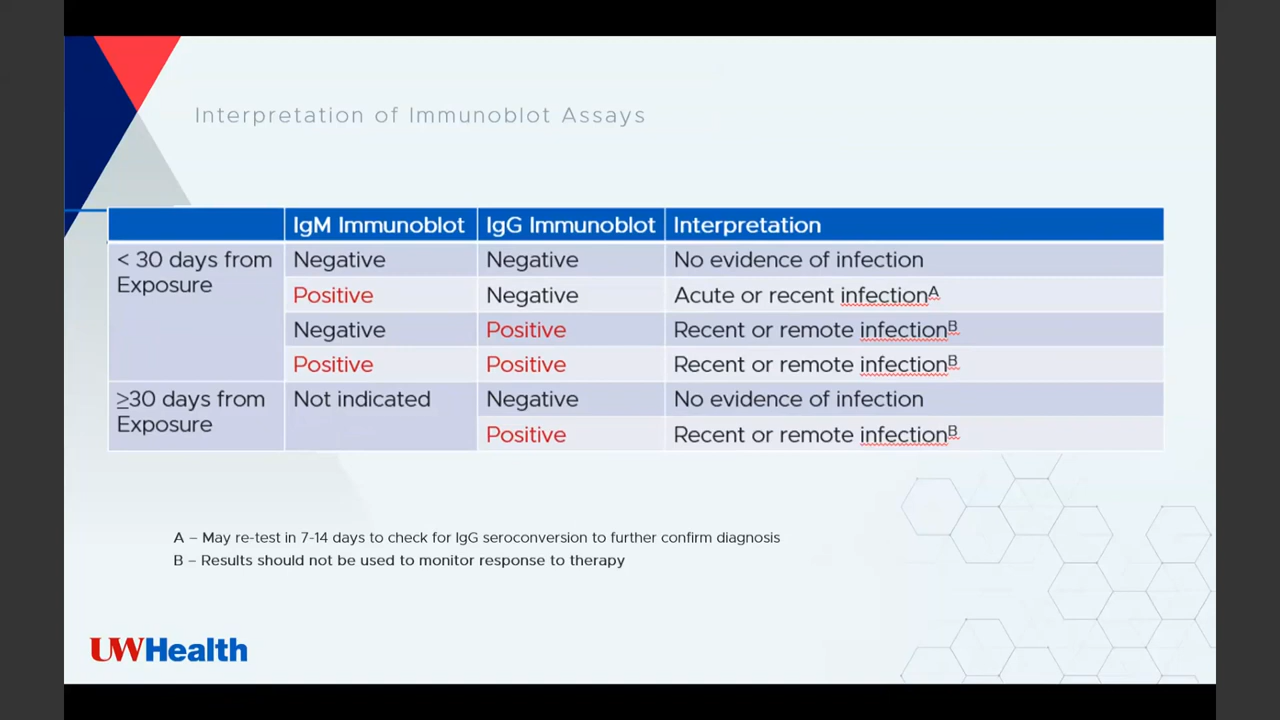 Interpretation of Immunoblot Assays
IgM Immunoblot IgG Immunoblot Interpretation
< 30 days from Exposure Negative Negative No evidence of infection
Positive Negative Acute or recent infectionᴬ
Negative Positive Recent or remote infectionᴮ
Positive Positive Recent or remote infectionᴮ
≥30 days from Exposure Not indicated Negative No evidence of infection
Positive Recent or remote infectionᴮ
A – May re-test in 7-14 days to check for IgG seroconversion to further confirm diagnosis
B – Results should not be used to monitor response to therapy
UWHealth